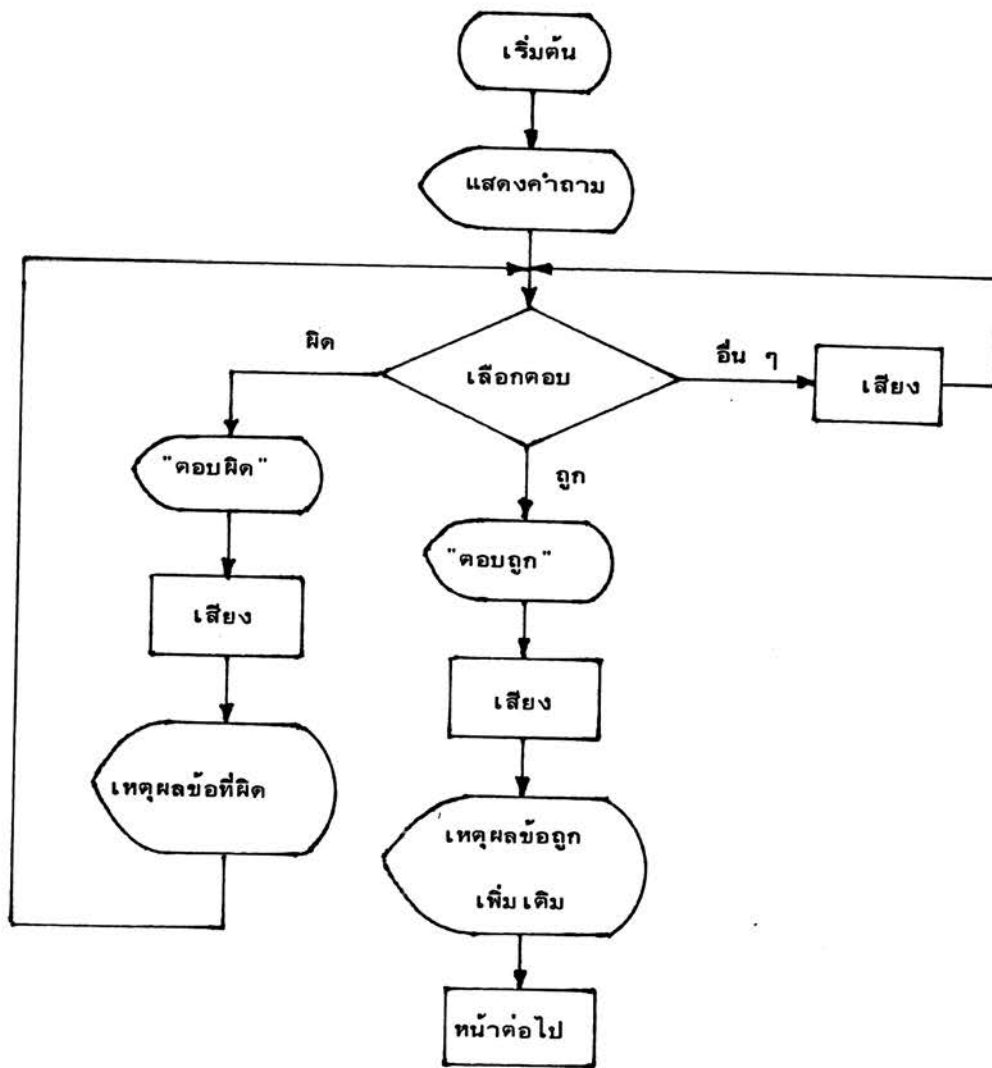 เริ่มต้น
แสดงคำถาม
ผิด
อื่น ๆ
เลือกตอบ
เสียง
"ตอบผิด"
ถูก
"ตอบถูก"
เสียง
เสียง
เหตุผลข้อที่ผิด
เหตุผลข้อถูก
เพิ่มเติม
หน้าต่อไป